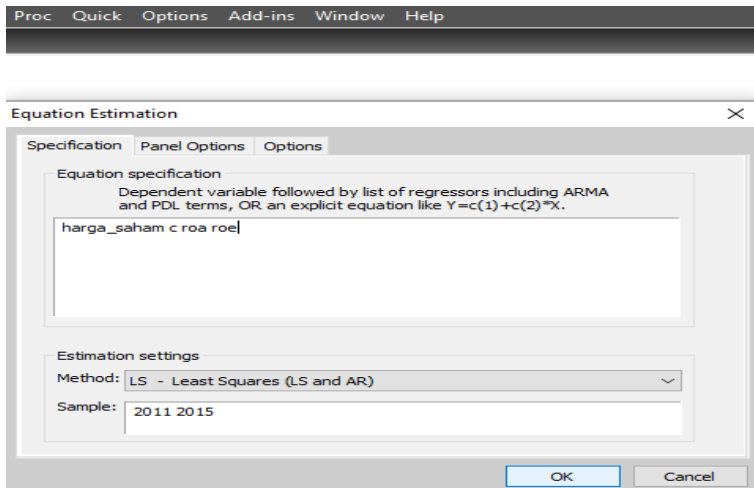 Proc Quick Options Add-ins Window Help
Equation Estimation
Specification Panel Options Options
Equation specification
Dependent variable followed by list of regressors including ARMA
and PDL terms, OR an explicit equation like Y=c(1)+c(2)*X.
harga_saham c roa roe
Estimation settings
Method: LS - Least Squares (LS and AR)
Sample: 2011 2015
OK Cancel